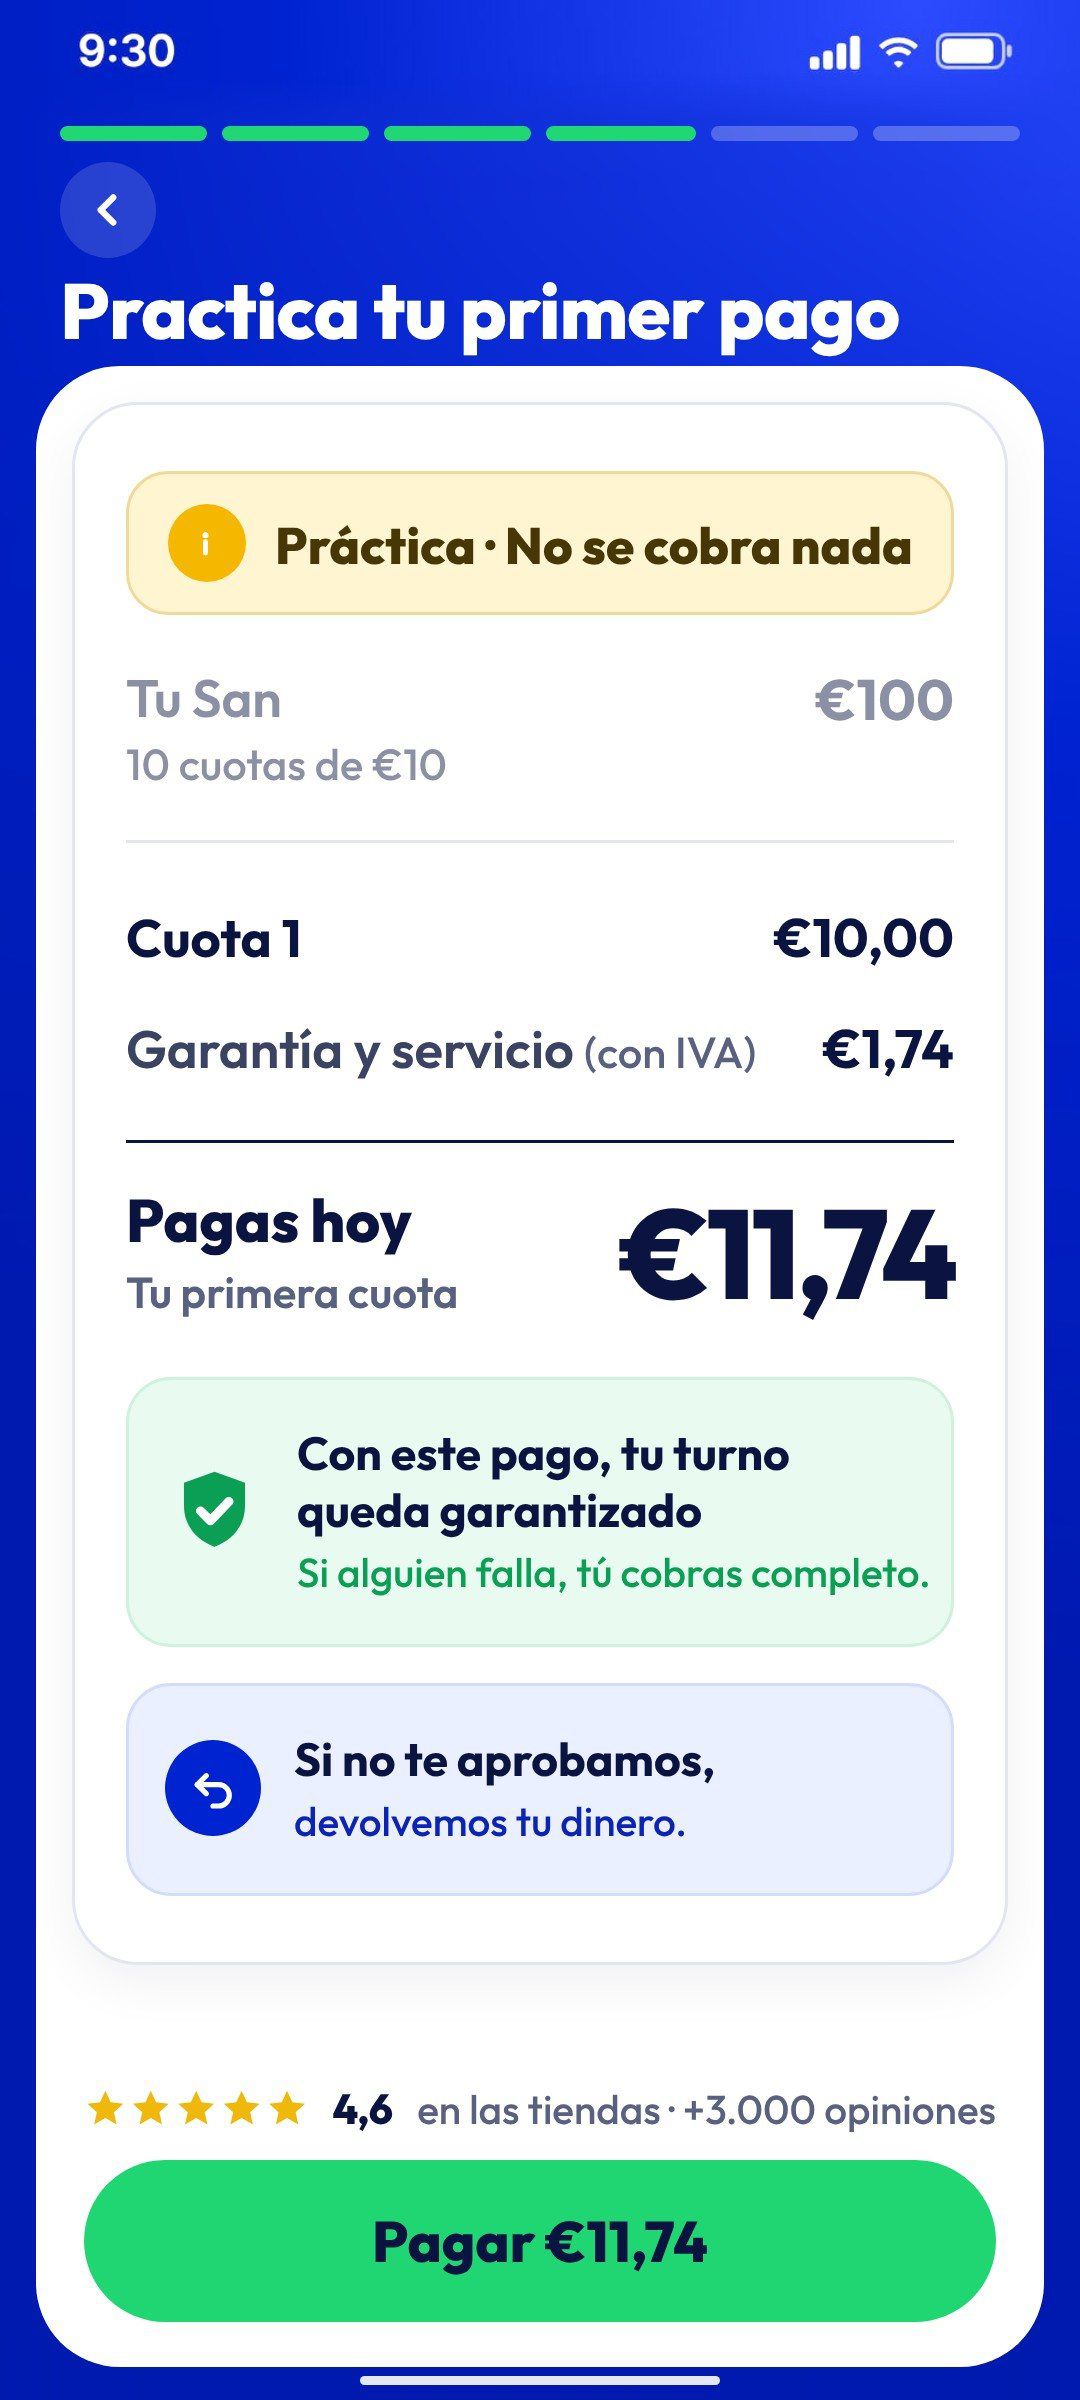 9:30
Practica tu primer pago
Práctica · No se cobra nada
Tu San €100
10 cuotas de €10
Cuota 1 €10,00
Garantía y servicio (con IVA) €1,74
Pagas hoy €11,74
Tu primera cuota
Con este pago, tu turno
queda garantizado
Si alguien falla, tú cobras completo.
Si no te aprobamos,
devolvemos tu dinero.
4,6 en las tiendas · +3.000 opiniones
Pagar €11,74